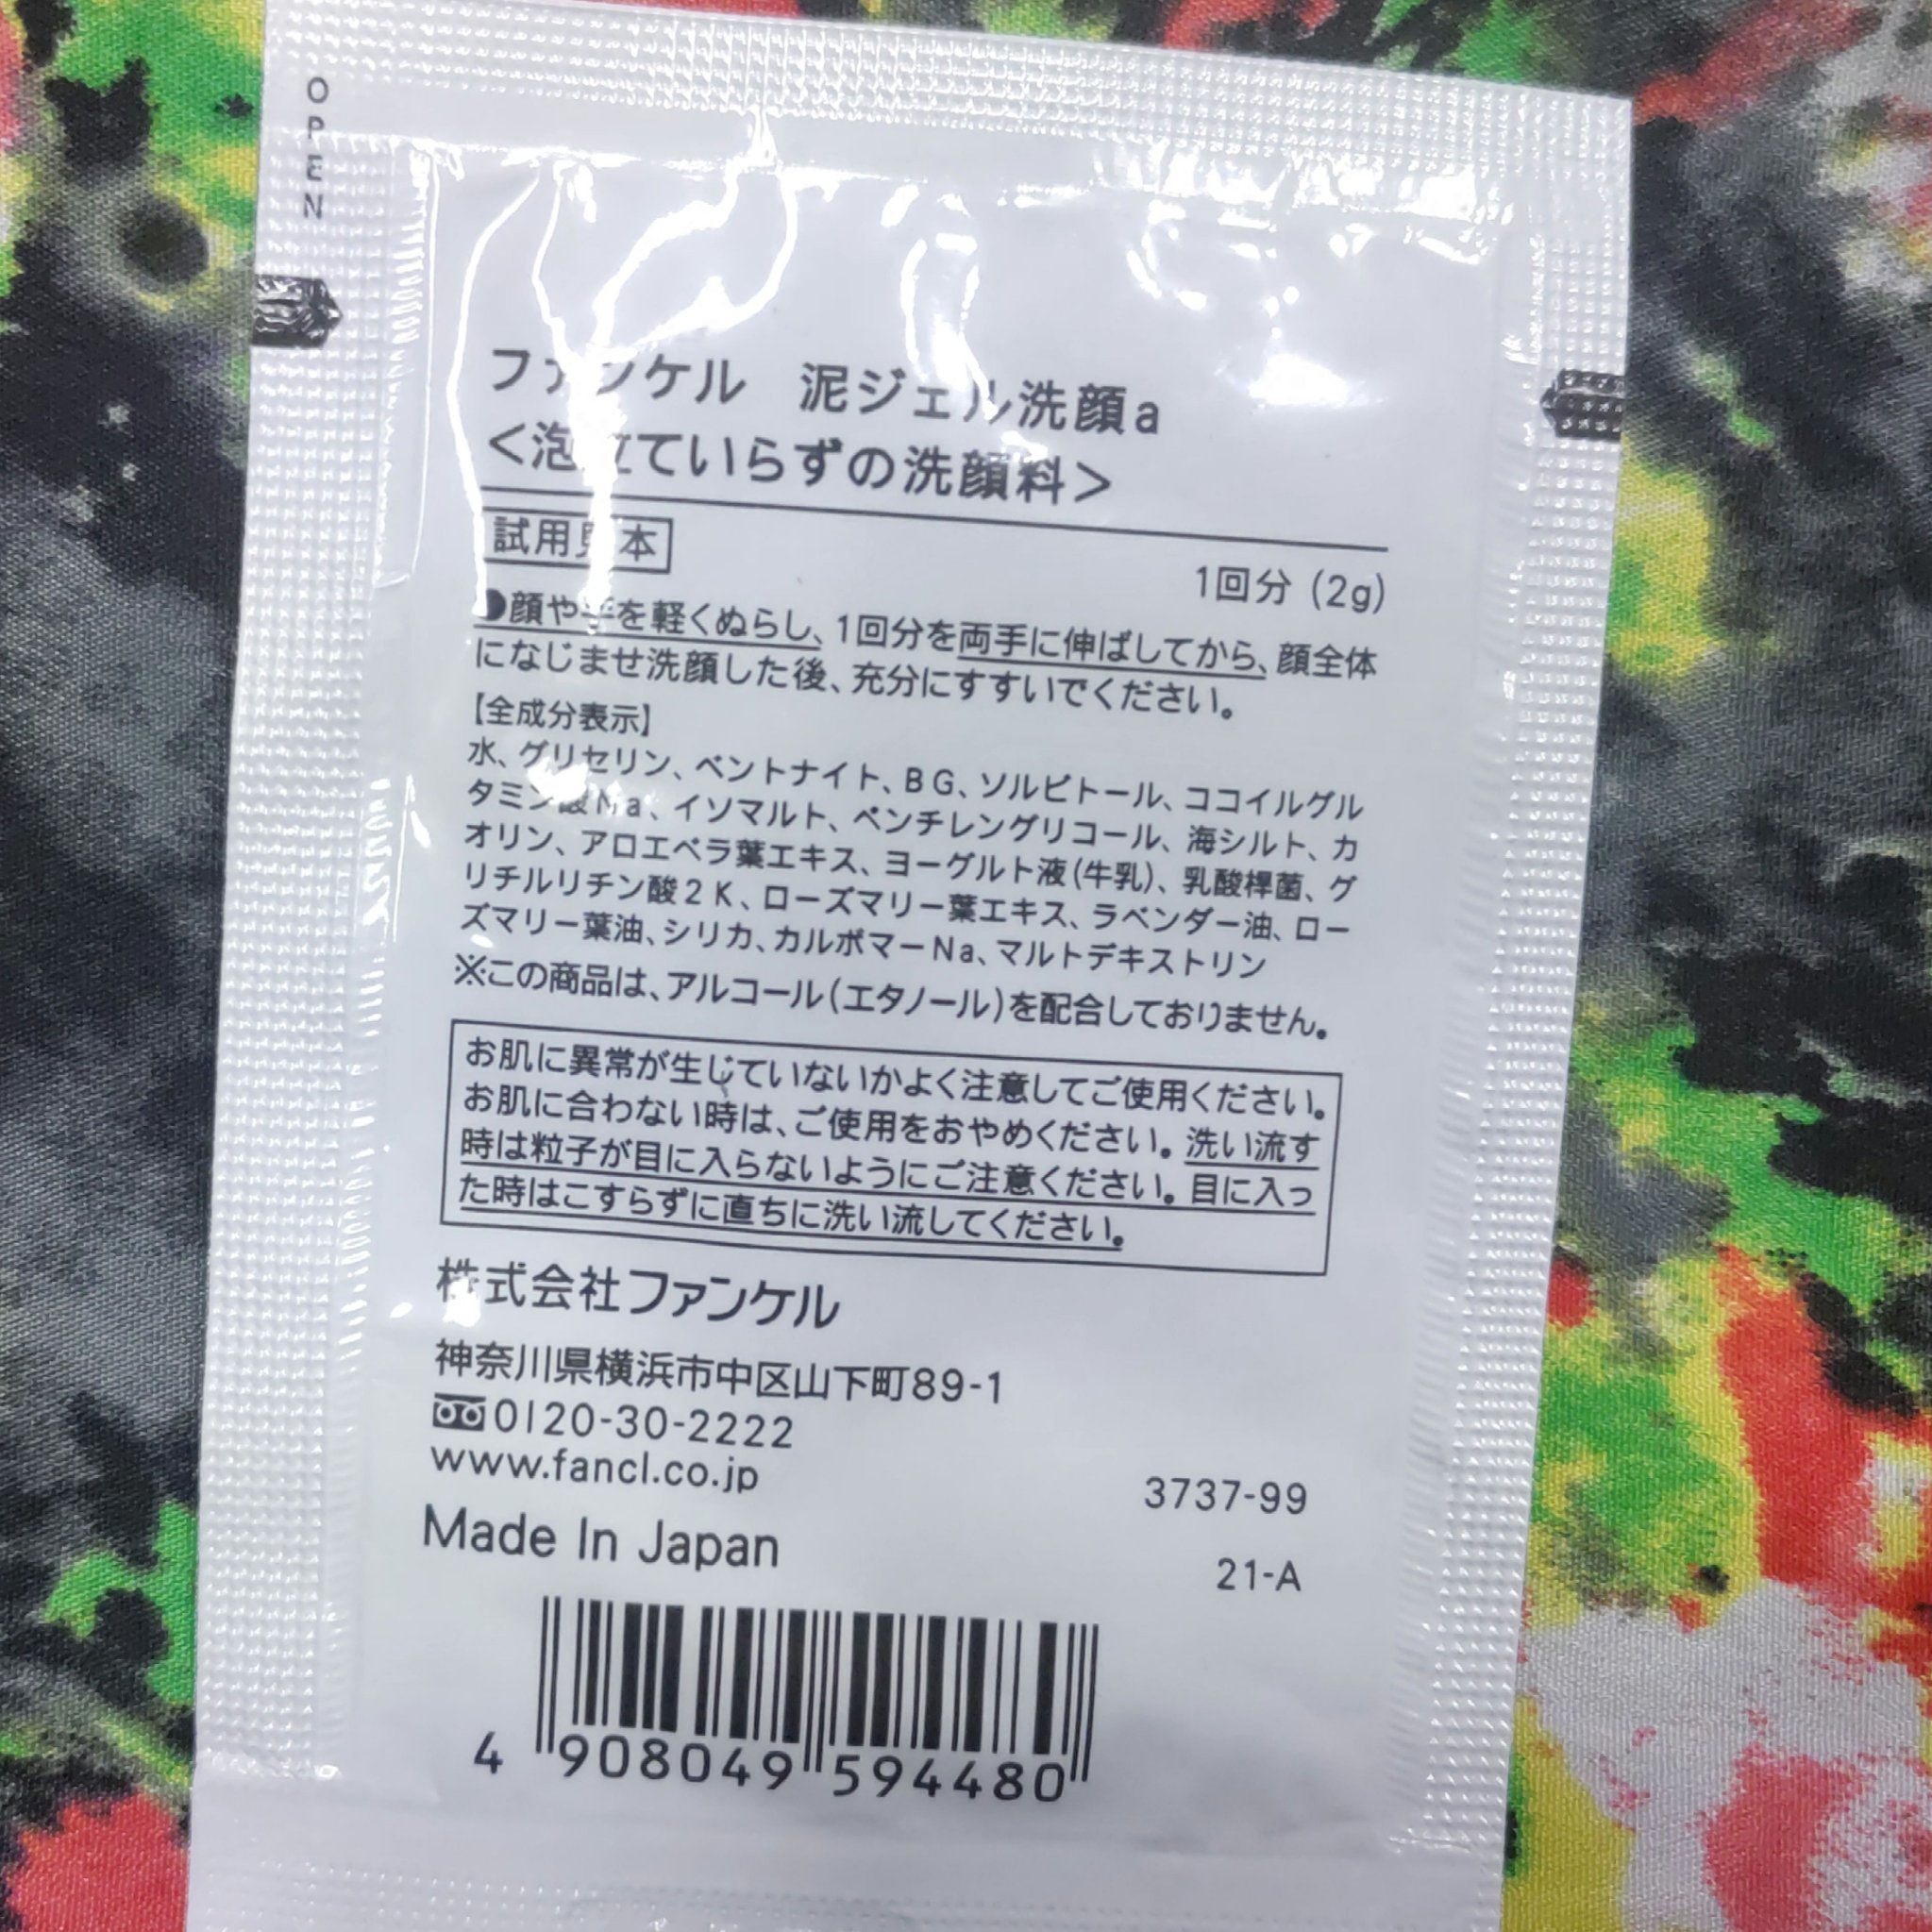 OPEN
ファンケル 泥ジェル洗顔a
＜泡立ていらずの洗顔料＞
試用見本
1回分 (2g)
●顔や手を軽くぬらし、1回分を両手に伸ばしてから、顔全体
になじませ洗顔した後、充分にすすいでください。
【全成分表示】
水、グリセリン、ベントナイト、BG、ソルビトール、ココイルグル
タミン酸Na、イソマルト、ペンチレングリコール、海シルト、カ
オリン、アロエベラ葉エキス、ヨーグルト液(牛乳)、乳酸桿菌、グ
リチルリチン酸2K、ローズマリー葉エキス、ラベンダー油、ロー
ズマリー葉油、シリカ、カルボマーNa、マルトデキストリン
※この商品は、アルコール(エタノール)を配合しておりません。
お肌に異常が生じていないかよく注意してご使用ください。
お肌に合わない時は、ご使用をおやめください。洗い流す
時は粒子が目に入らないようにご注意ください。目に入っ
た時はこすらずに直ちに洗い流してください。
株式会社ファンケル
神奈川県横浜市中区山下町89-1
0120-30-2222
www.fancl.co.jp
3737-99
Made In Japan
21-A
4 908049 594480